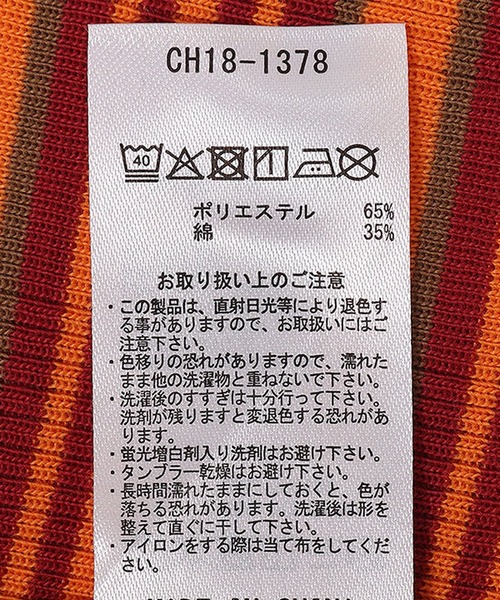 CH18-1378
40
ポリエステル 65%
綿 35%
お取り扱い上のご注意
・この製品は、直射日光等により退色す
る事がありますので、お取扱いにはご
注意下さい。
・色移りの恐れがありますので、濡れた
まま他の洗濯物と重ねないで下さい。
・洗濯後のすすぎは十分行って下さい。
洗剤が残りますと変退色する恐れがあ
ります。
・蛍光増白剤入り洗剤はお避け下さい。
・タンブラー乾燥はお避け下さい。
・長時間濡れたままにしておくと、色が
落ちる恐れがあります。洗濯後は形を
整えて直ぐに干して下さい。
・アイロンをする際は当て布をしてくだ
さい。